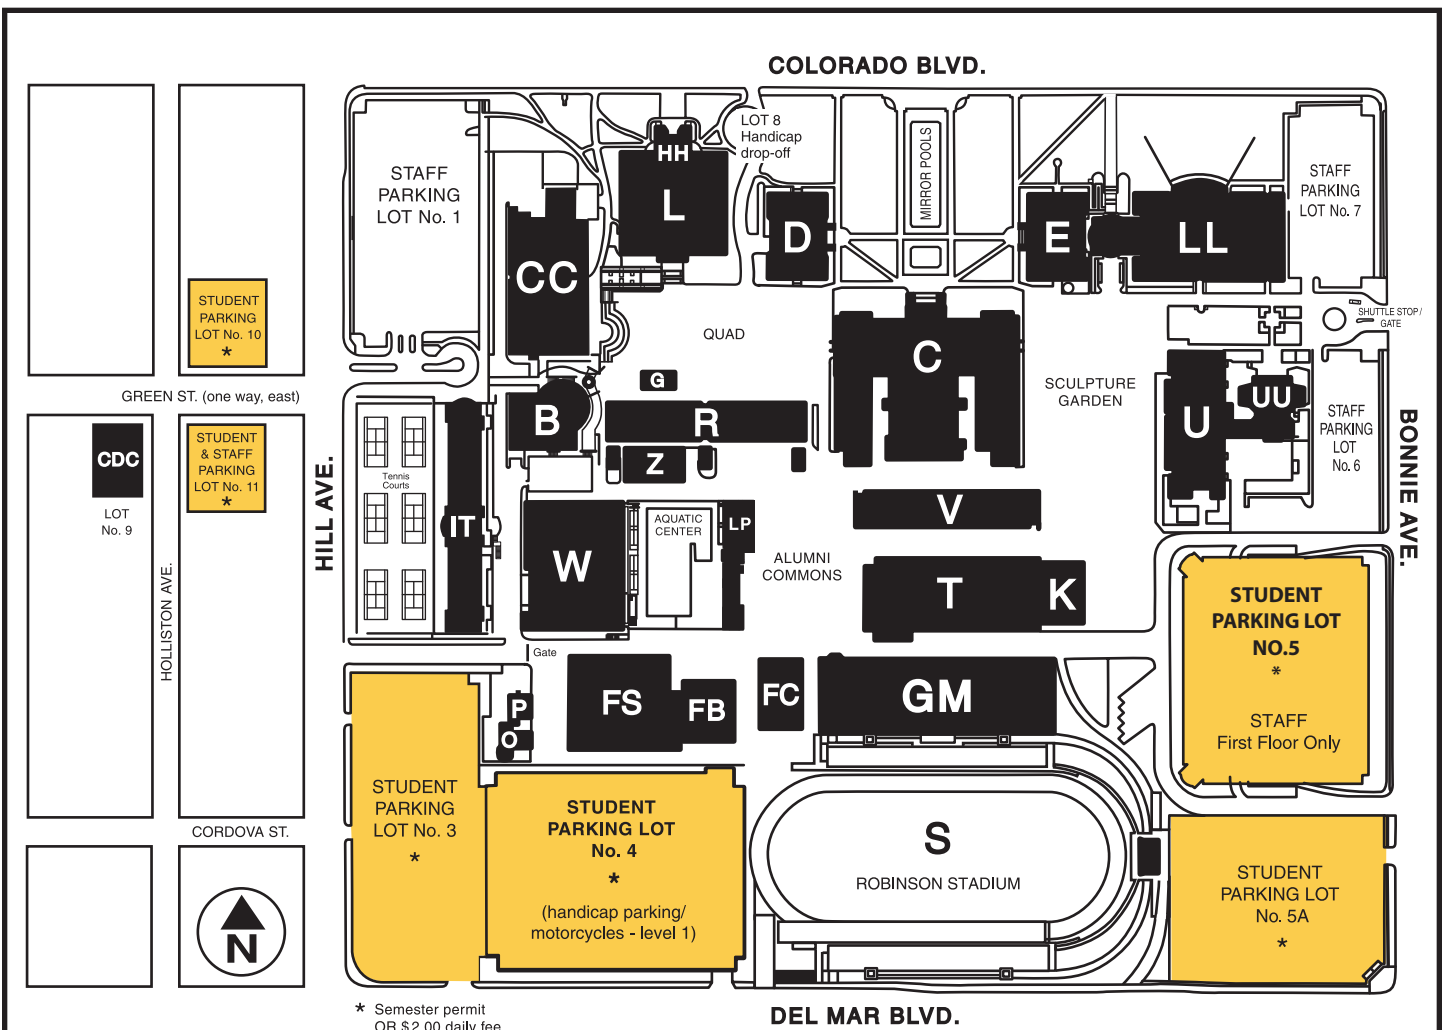 COLORADO BLVD.
LOT 8
Handicap
drop-off
HH
L
STAFF
PARKING
LOT No. 1
MIRROR POOLS
STAFF
PARKING
LOT No. 7
D
E
LL
CC
STUDENT
PARKING
LOT No. 10
*
SHUTTLE STOP /
GATE
QUAD
C
G
SCULPTURE
GARDEN
GREEN ST. (one way, east)
UU
U
B
R
STAFF
PARKING
LOT
No. 6
BONNIE AVE.
STUDENT
& STAFF
PARKING
LOT No. 11
*
CDC
LOT
No. 9
HILL AVE.
Tennis
Courts
Z
IT
AQUATIC
CENTER
LP
V
W
ALUMNI
COMMONS
T
K
HOLLISTON AVE.
STUDENT
PARKING LOT
NO.5
*
STAFF
First Floor Only
Gate
P
O
FS
FB
FC
GM
STUDENT
PARKING
LOT No. 3
*
STUDENT
PARKING LOT
No. 4
*
(handicap parking/
motorcycles - level 1)
CORDOVA ST.
S
ROBINSON STADIUM
STUDENT
PARKING LOT
No. 5A
*
N
DEL MAR BLVD.
* Semester permit
OR $2.00 daily fee